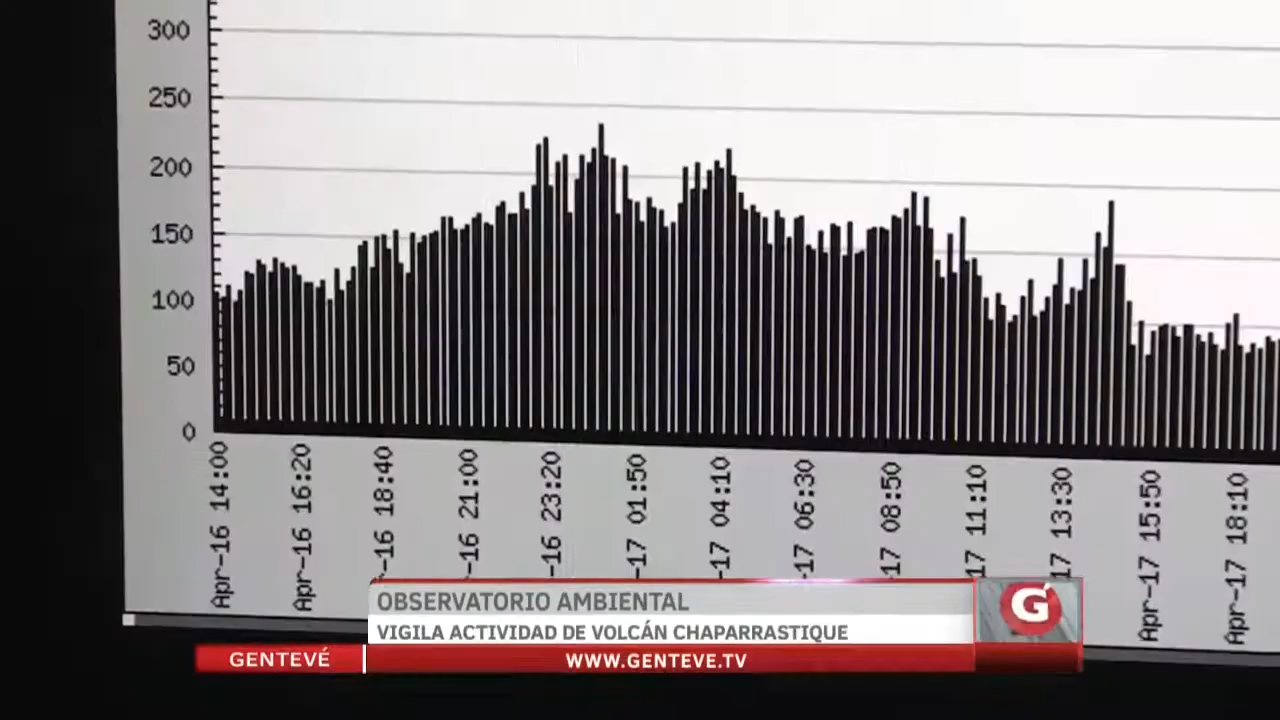 300
250
200
150
100
50
0
Apr-16 14:00
Apr-16 16:20
-16 18:40
-16 21:00
-16 23:20
-17 01:50
-17 04:10
-17 06:30
-17 08:50
17 11:10
17 13:30
Apr-17 15:50
Apr-17 18:10
OBSERVATORIO AMBIENTAL
VIGILA ACTIVIDAD DE VOLCÁN CHAPARRASTIQUE
G
GENTEVÉ
WWW.GENTEVE.TV